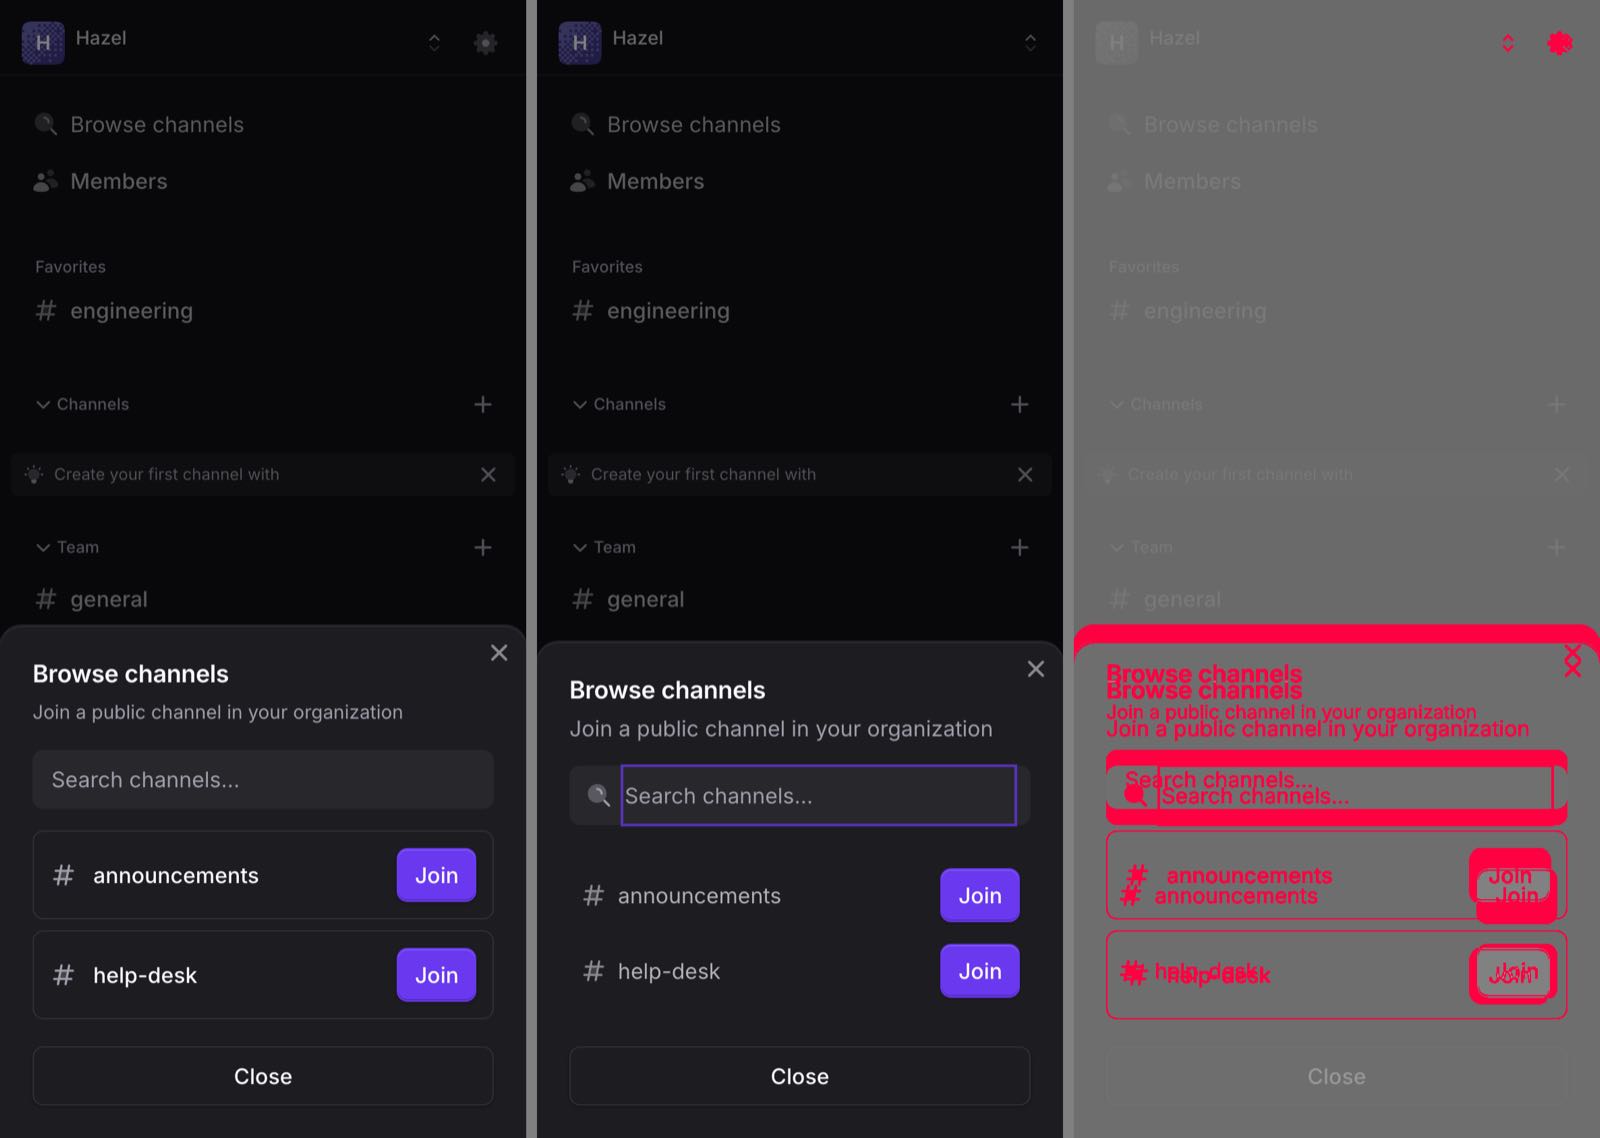 H Hazel
Browse channels
Members
Favorites
# engineering
Channels
Create your first channel with
Team
# general
Browse channels
Join a public channel in your organization
Search channels...
# announcements Join
# help-desk Join
Close
H Hazel
Browse channels
Members
Favorites
# engineering
Channels
Create your first channel with
Team
# general
Browse channels
Join a public channel in your organization
Search channels...
# announcements Join
# help-desk Join
Close
H Hazel
Browse channels
Members
Favorites
# engineering
Channels
Create your first channel with
Team
# general
Browse channels
Browse channels
Join a public channel in your organization
Join a public channel in your organization
Search channels...
Search channels...
# announcements Join
# announcements Join
# help-desk Join
# help-desk Join
Close